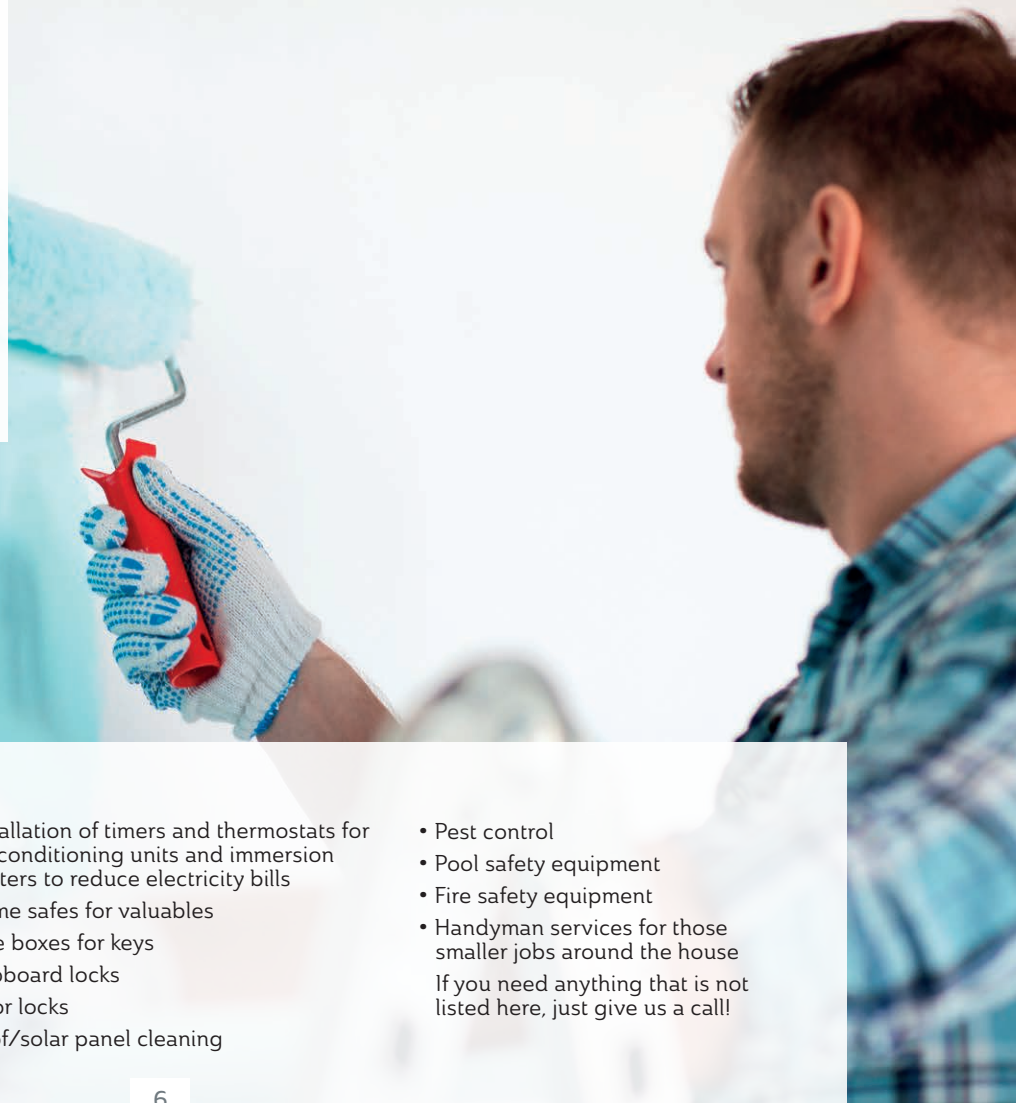 allation of timers and thermostats for
conditioning units and immersion
ters to reduce electricity bills
me safes for valuables
e boxes for keys
pboard locks
or locks
of/solar panel cleaning
• Pest control
• Pool safety equipment
• Fire safety equipment
• Handyman services for those
smaller jobs around the house
If you need anything that is not
listed here, just give us a call!
6